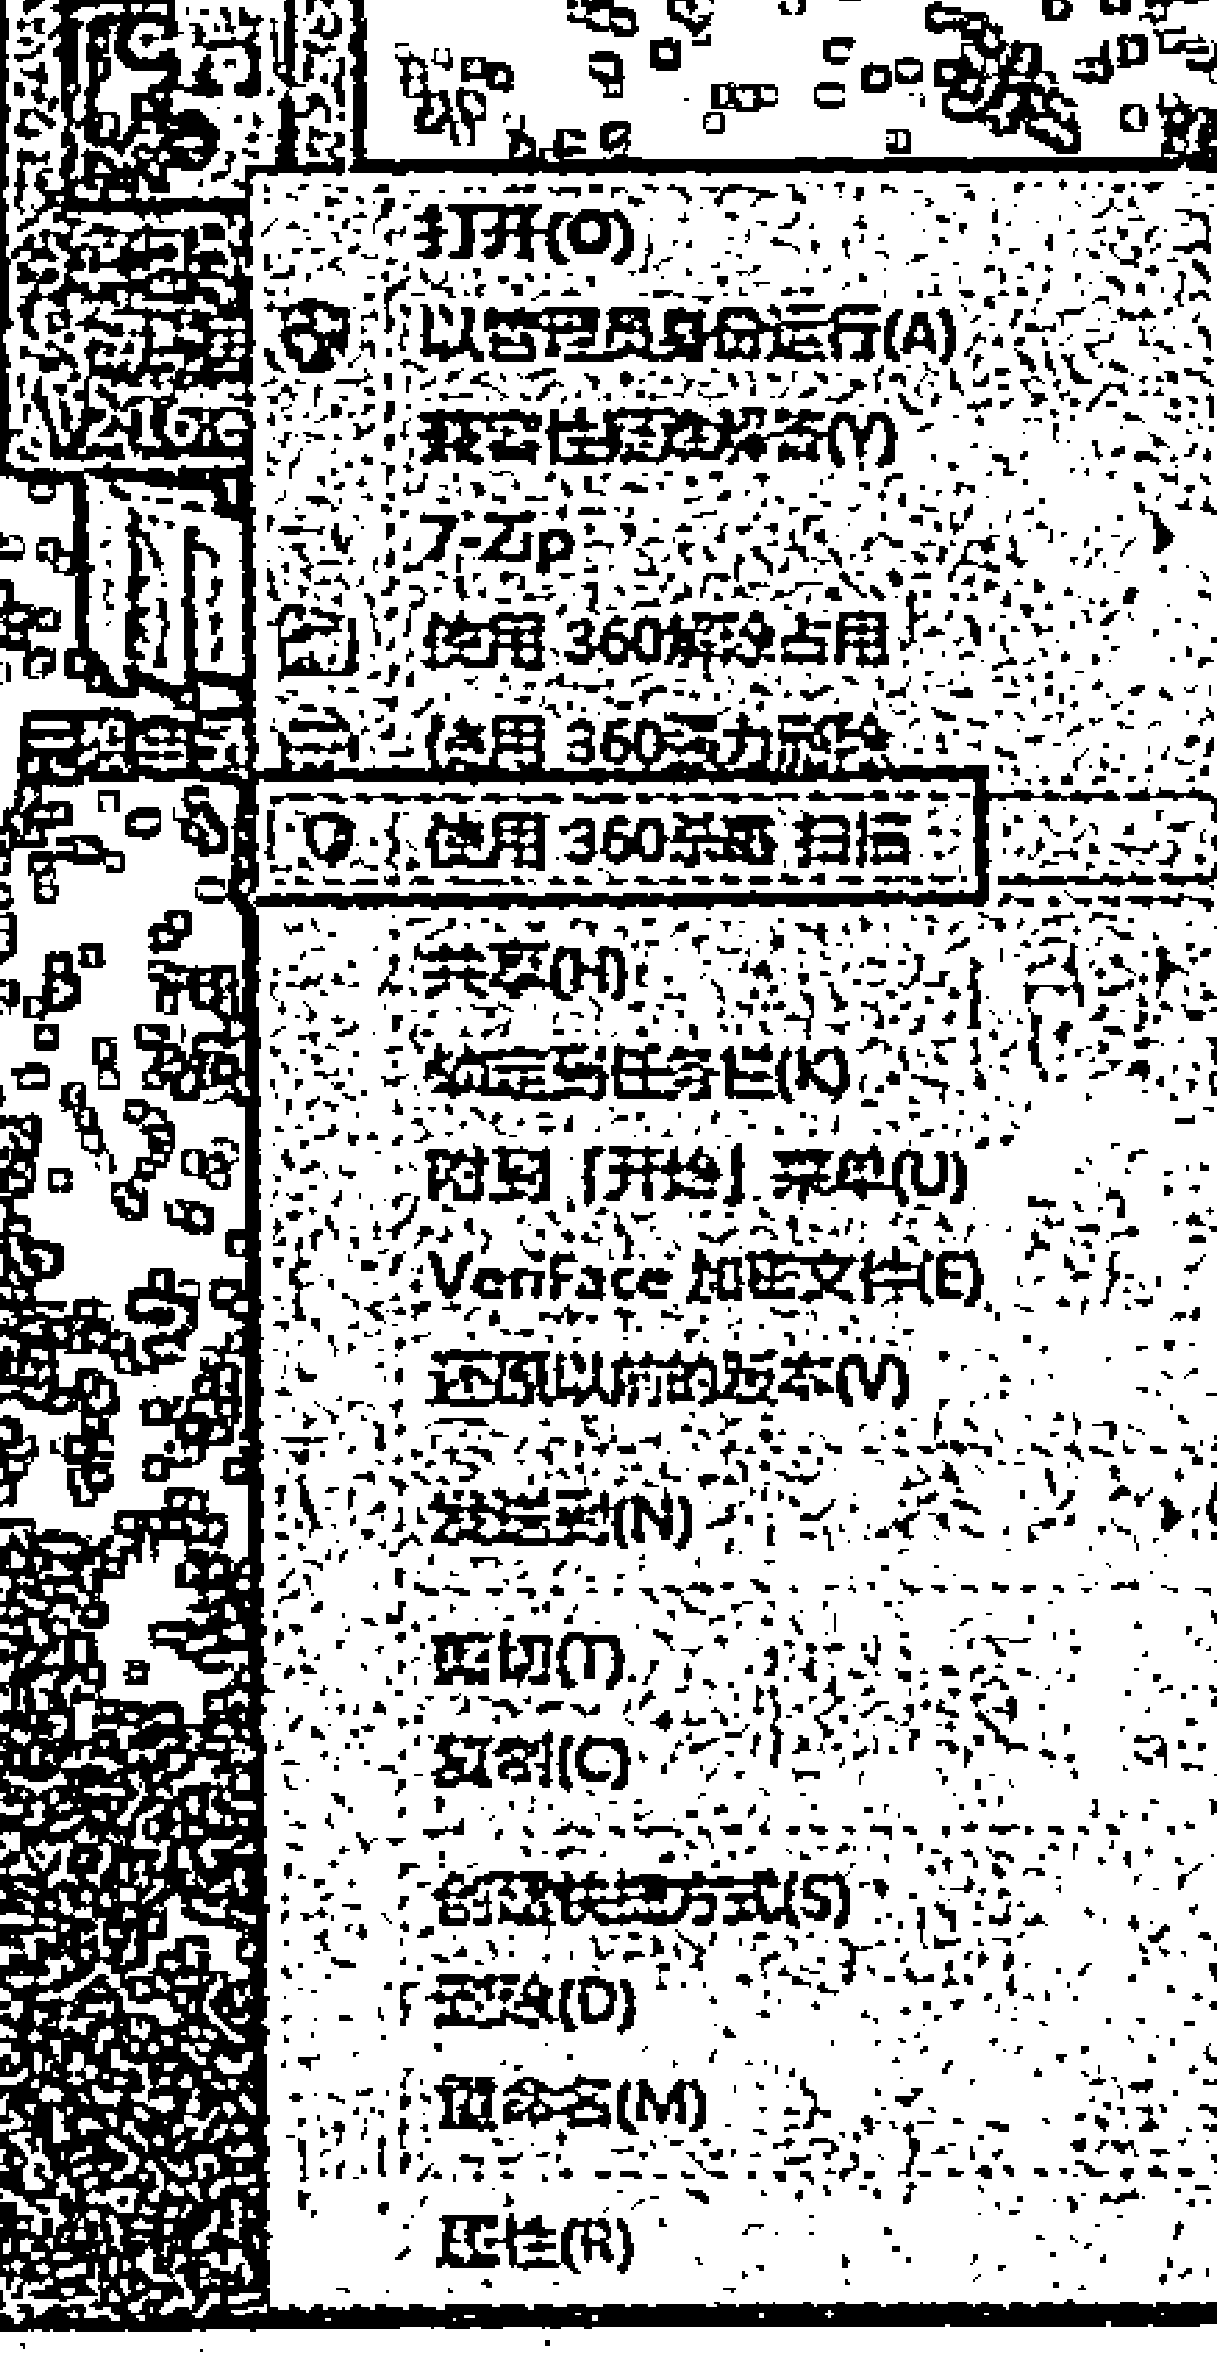 打开(O)
以管理员身份运行(A)
兼容性疑难解答(Y)
7-Zip
使用 360解除占用
使用 360强力删除
使用 360杀毒 扫描
共享(H)
锁定到任务栏(K)
附到「开始」菜单(U)
Veriface 加密文件(E)
还原以前的版本(V)
发送到(N)
剪切(T)
复制(C)
创建快捷方式(S)
删除(D)
重命名(M)
属性(R)